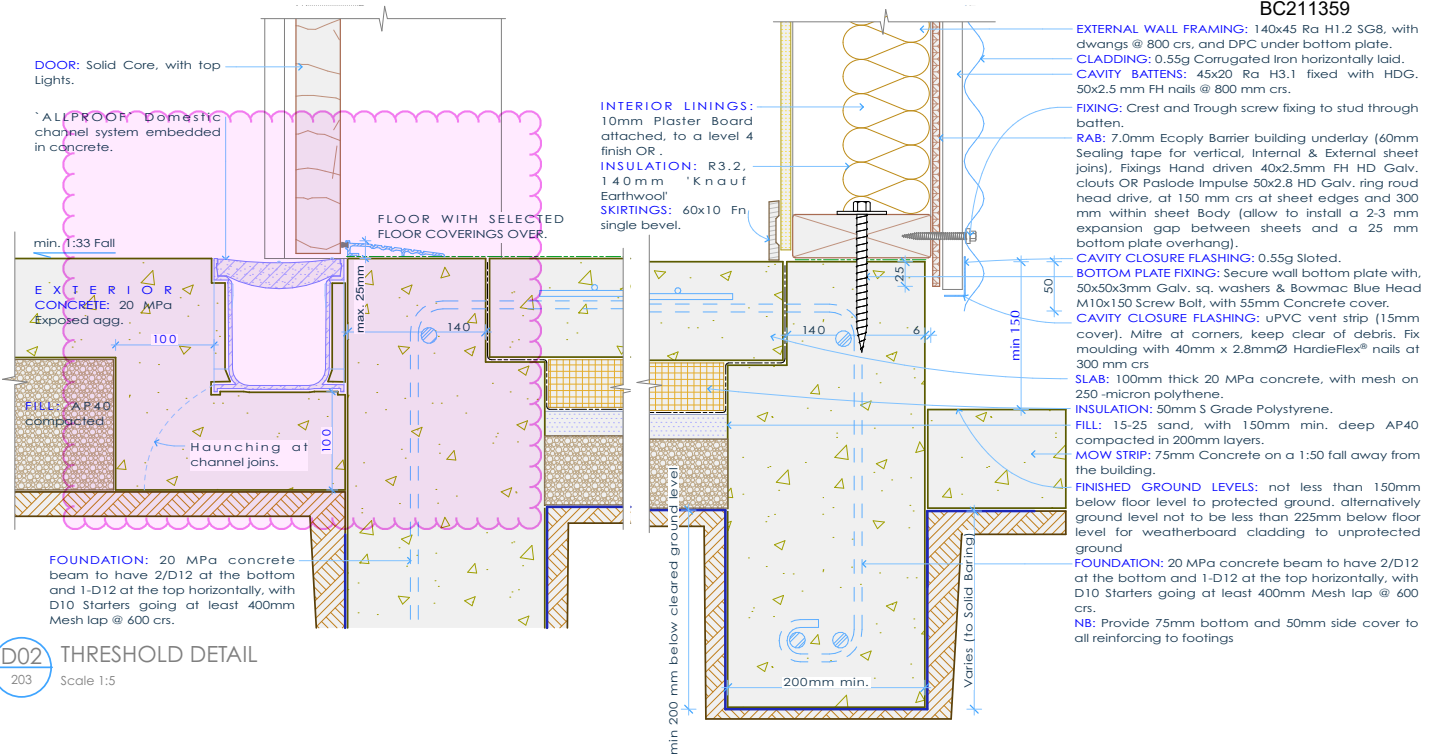 BC211359
DOOR: Solid Core, with top
Lights.
`ALLPROOF' Domestic
channel system embedded
in concrete.
min. 1:33 Fall
EXTERIOR
CONCRETE: 20 MPa
Exposed agg.
100
FILL: AP40
compacted
Haunching at
channel joins.
100
FLOOR WITH SELECTED
FLOOR COVERINGS OVER.
max. 25mm
140
FOUNDATION: 20 MPa concrete
beam to have 2/D12 at the bottom
and 1-D12 at the top horizontally, with
D10 Starters going at least 400mm
Mesh lap @ 600 crs.
D02
203
THRESHOLD DETAIL
Scale 1:5
INTERIOR LININGS:
10mm Plaster Board
attached, to a level 4
finish OR .
INSULATION: R3.2,
140mm 'Knauf
Earthwool'
SKIRTINGS: 60x10 Fn
single bevel.
25
50
140
6
min 150
min 200 mm below cleared ground level
200mm min.
Varies (to Solid Baring)
EXTERNAL WALL FRAMING: 140x45 Ra H1.2 SG8, with
dwangs @ 800 crs, and DPC under bottom plate.
CLADDING: 0.55g Corrugated Iron horizontally laid.
CAVITY BATTENS: 45x20 Ra H3.1 fixed with HDG.
50x2.5 mm FH nails @ 800 mm crs.
FIXING: Crest and Trough screw fixing to stud through
batten.
RAB: 7.0mm Ecoply Barrier building underlay (60mm
Sealing tape for vertical, Internal & External sheet
joins), Fixings Hand driven 40x2.5mm FH HD Galv.
clouts OR Paslode Impulse 50x2.8 HD Galv. ring roud
head drive, at 150 mm crs at sheet edges and 300
mm within sheet Body (allow to install a 2-3 mm
expansion gap between sheets and a 25 mm
bottom plate overhang).
CAVITY CLOSURE FLASHING: 0.55g Sloted.
BOTTOM PLATE FIXING: Secure wall bottom plate with,
50x50x3mm Galv. sq. washers & Bowmac Blue Head
M10x150 Screw Bolt, with 55mm Concrete cover.
CAVITY CLOSURE FLASHING: uPVC vent strip (15mm
cover). Mitre at corners, keep clear of debris. Fix
moulding with 40mm x 2.8mmØ HardieFlex® nails at
300 mm crs
SLAB: 100mm thick 20 MPa concrete, with mesh on
250 -micron polythene.
INSULATION: 50mm S Grade Polystyrene.
FILL: 15-25 sand, with 150mm min. deep AP40
compacted in 200mm layers.
MOW STRIP: 75mm Concrete on a 1:50 fall away from
the building.
FINISHED GROUND LEVELS: not less than 150mm
below floor level to protected ground. alternatively
ground level not to be less than 225mm below floor
level for weatherboard cladding to unprotected
ground
FOUNDATION: 20 MPa concrete beam to have 2/D12
at the bottom and 1-D12 at the top horizontally, with
D10 Starters going at least 400mm Mesh lap @ 600
crs.
NB: Provide 75mm bottom and 50mm side cover to
all reinforcing to footings